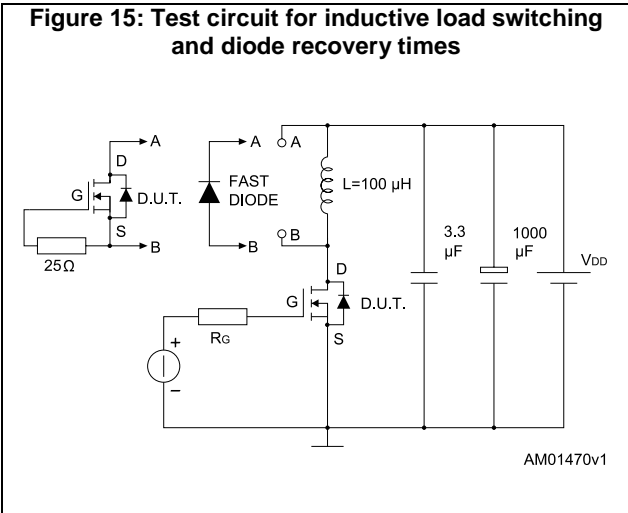 Figure 15: Test circuit for inductive load switching
and diode recovery times
A
D
G
D.U.T.
S
B
25Ω
A
FAST
DIODE
B
A
L=100 µH
B
D
G
D.U.T.
S
RG
+
−
3.3
µF
1000
µF
VDD
AM01470v1